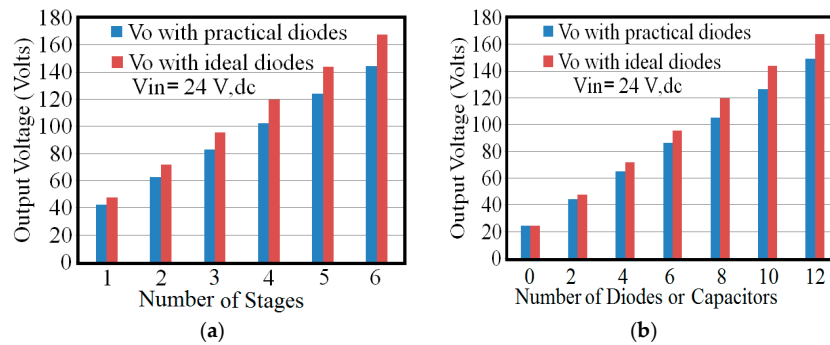 180
160
140
120
100
80
60
40
20
0
Output Voltage (Volts)
Vo with practical diodes
Vo with ideal diodes
Vin= 24 V,dc
1 2 3 4 5 6
Number of Stages
(a)
180
160
140
120
100
80
60
40
20
0
Output Voltage (Volts)
Vo with practical diodes
Vo with ideal diodes
Vin= 24 V,dc
0 2 4 6 8 10 12
Number of Diodes or Capacitors
(b)